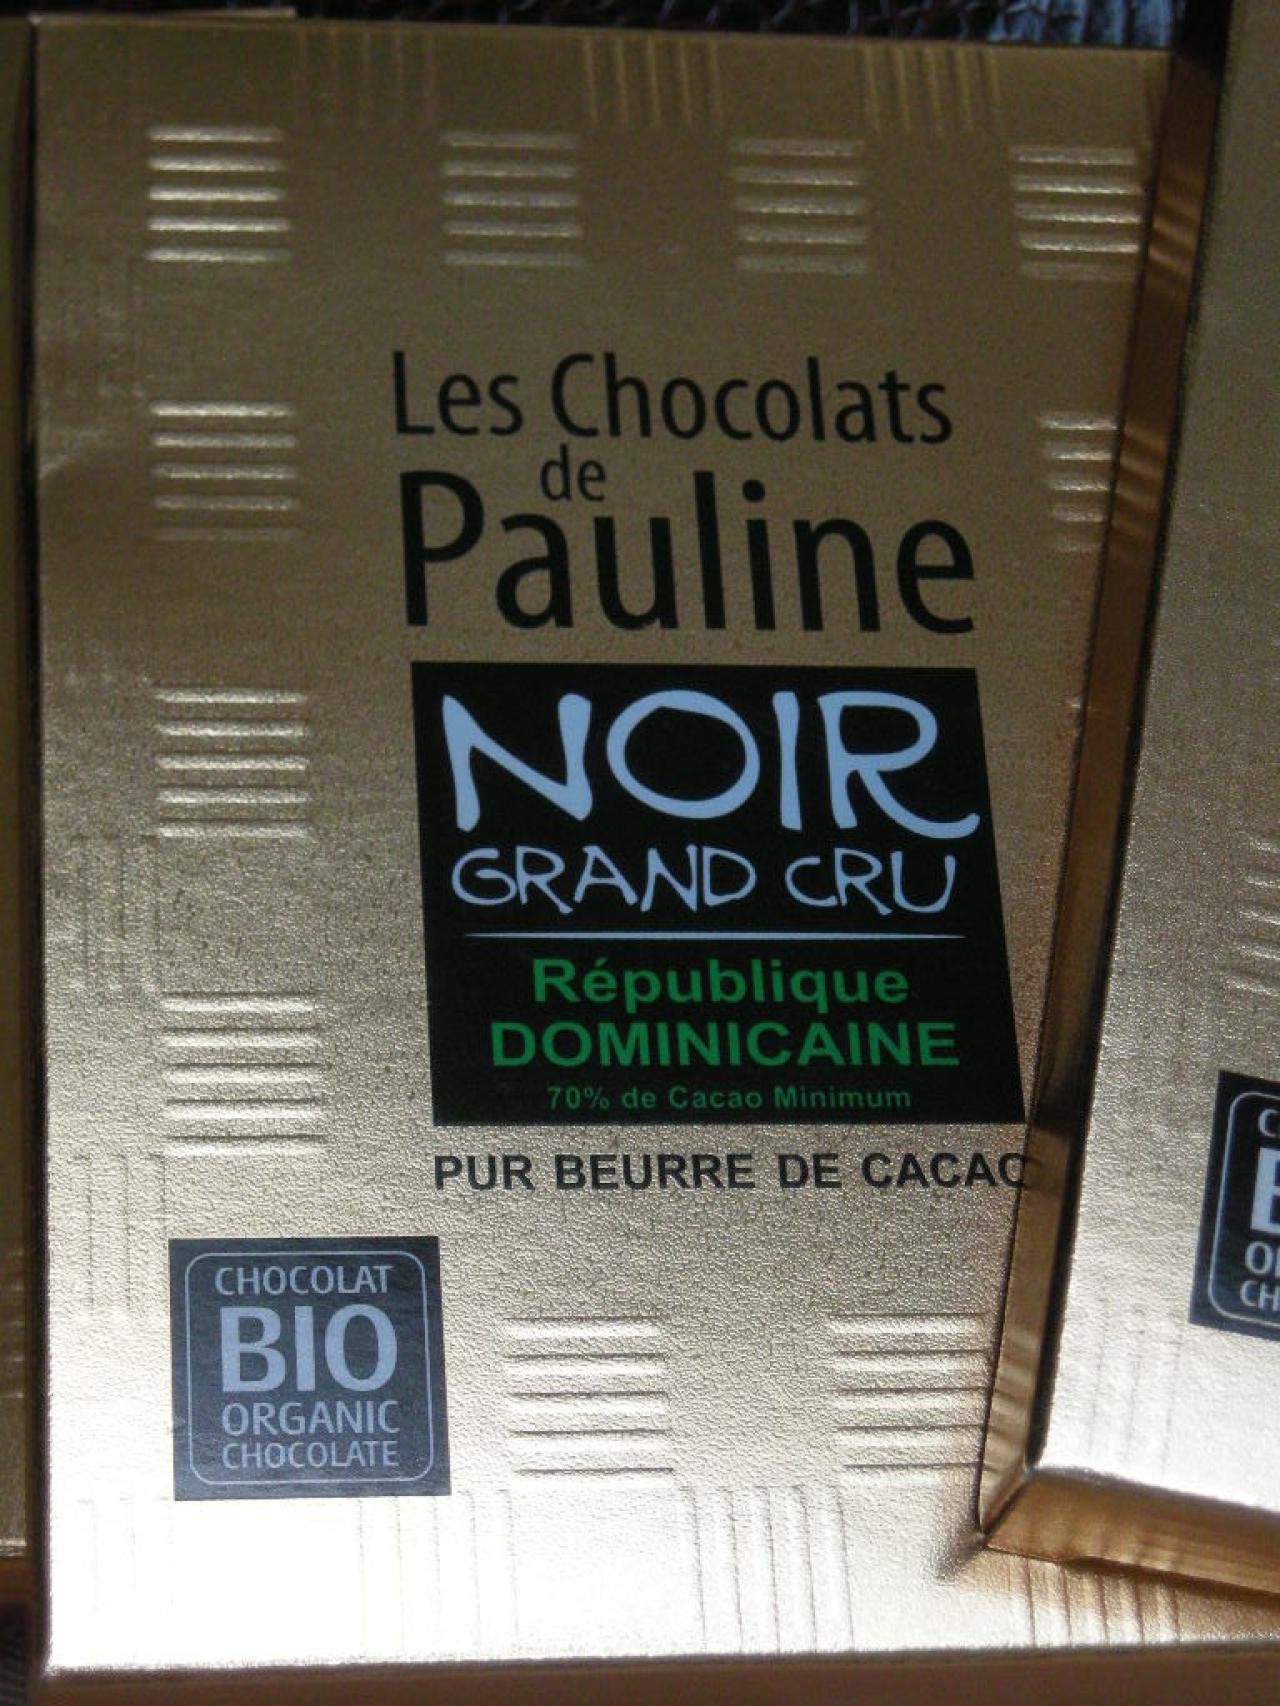 Les Chocolats
de
Pauline
NOIR
GRAND CRU
République
DOMINICAINE
70% de Cacao Minimum
PUR BEURRE DE CACAO
CHOCOLAT
BIO
ORGANIC
CHOCOLATE